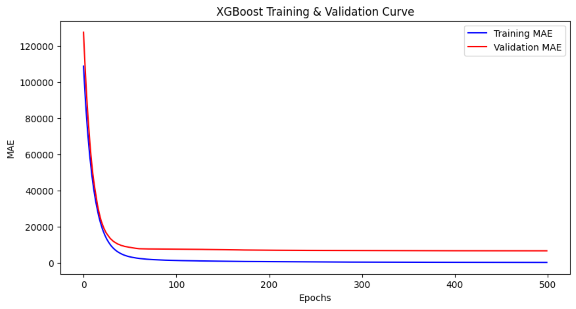 XGBoost Training & Validation Curve
Training MAE
Validation MAE
MAE
120000
100000
80000
60000
40000
20000
0
0 100 200 300 400 500
Epochs